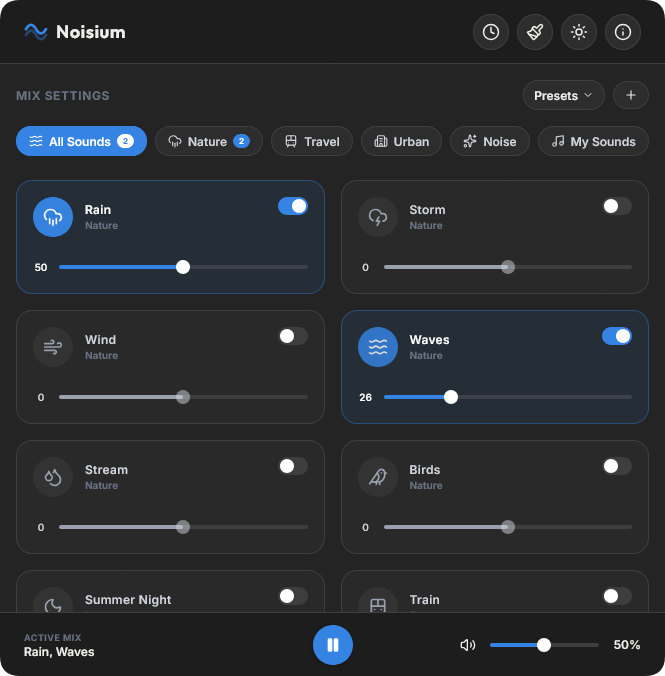 Noisium
MIX SETTINGS
Presets
All Sounds 2
Nature 2
Travel
Urban
Noise
My Sounds
Rain
Nature
50
Storm
Nature
0
Wind
Nature
0
Waves
Nature
26
Stream
Nature
0
Birds
Nature
0
Summer Night
Train
ACTIVE MIX
Rain, Waves
50%